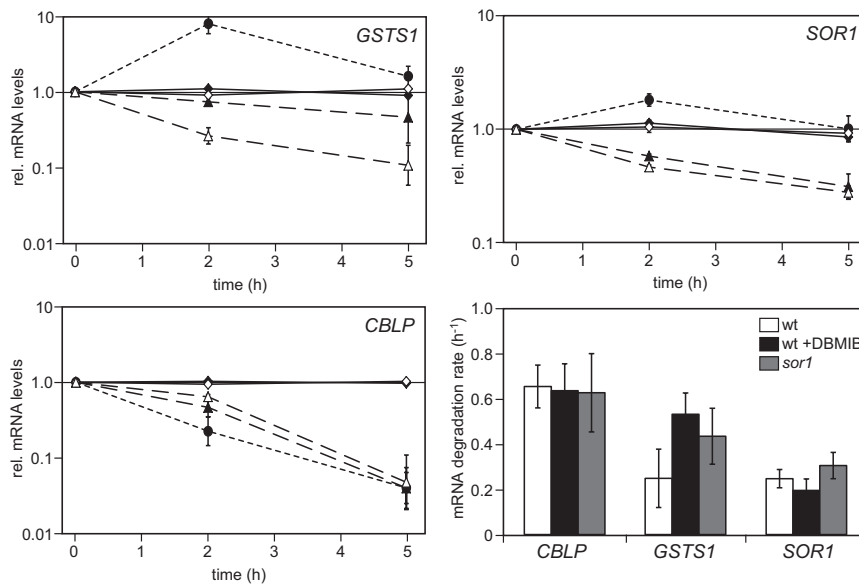 GSTS1
rel. mRNA levels
10
1.0
0.1
0.01
0 1 2 3 4 5
time (h)
SOR1
rel. mRNA levels
10
1.0
0.1
0 1 2 3 4 5
time (h)
CBLP
rel. mRNA levels
10
1.0
0.1
0.01
0 1 2 3 4 5
time (h)
mRNA degradation rate (h-1)
1.0
0.8
0.6
0.4
0.2
0
wt
wt +DBMIB
sor1
CBLP GSTS1 SOR1